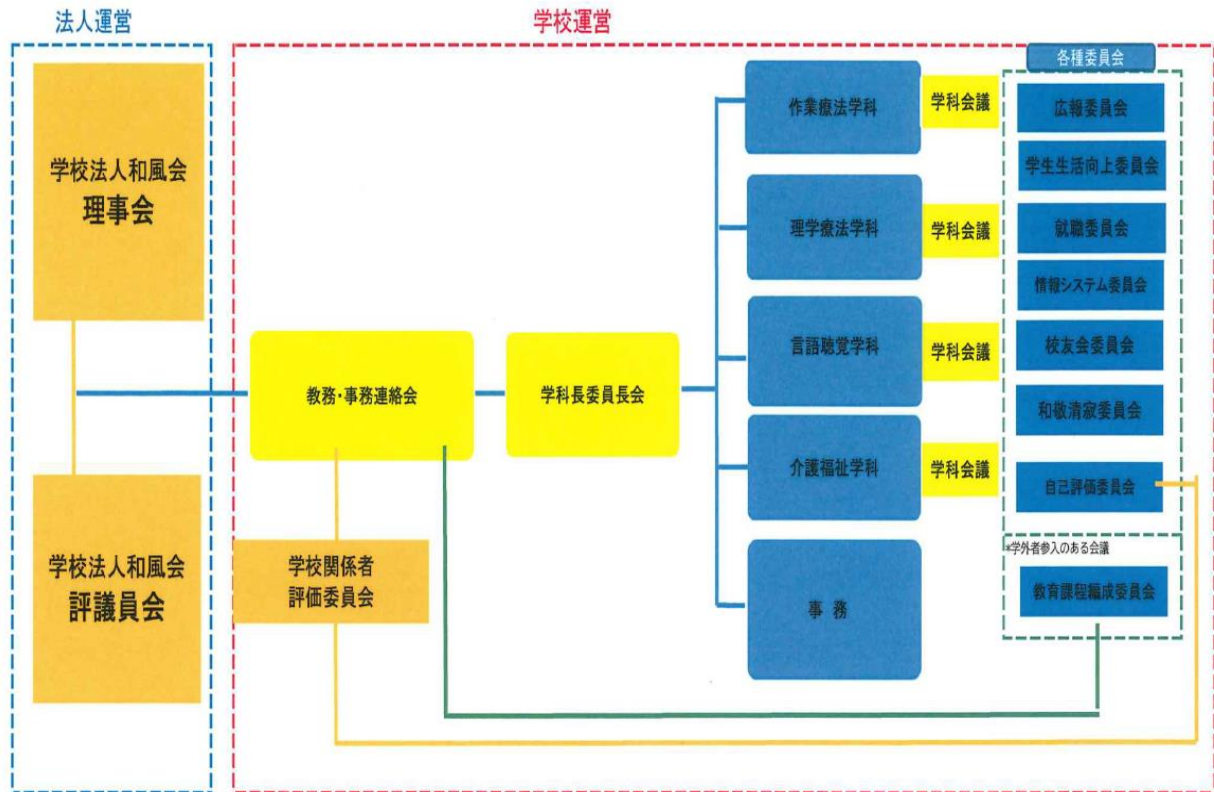 法人運営
学校運営
学校法人和風会
理事会
学校法人和風会
評議員会
教務・事務連絡会
学科長委員長会
学校関係者
評価委員会
作業療法学科
学科会議
理学療法学科
学科会議
言語聴覚学科
学科会議
介護福祉学科
学科会議
事 務
各種委員会
広報委員会
学生生活向上委員会
就職委員会
情報システム委員会
校友会委員会
和敬清寂委員会
自己評価委員会
*学外者参入のある会議
教育課程編成委員会